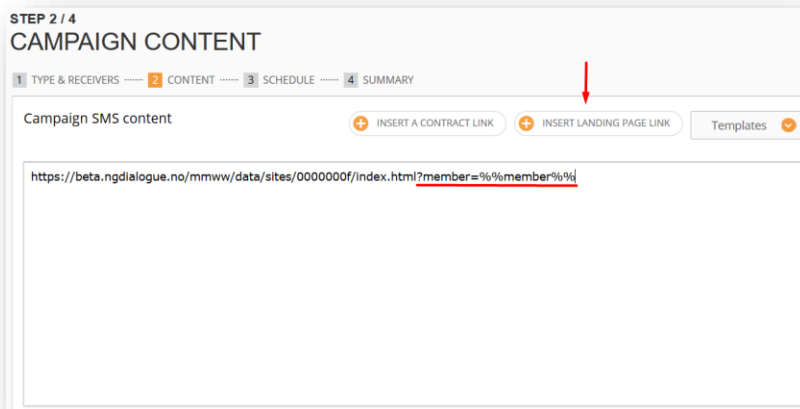 STEP 2 / 4
CAMPAIGN CONTENT
1 TYPE & RECEIVERS 2 CONTENT 3 SCHEDULE 4 SUMMARY
Campaign SMS content INSERT A CONTRACT LINK INSERT LANDING PAGE LINK Templates
https://beta.ngdialogue.no/mmww/data/sites/0000000f/index.html?member=%%member%%